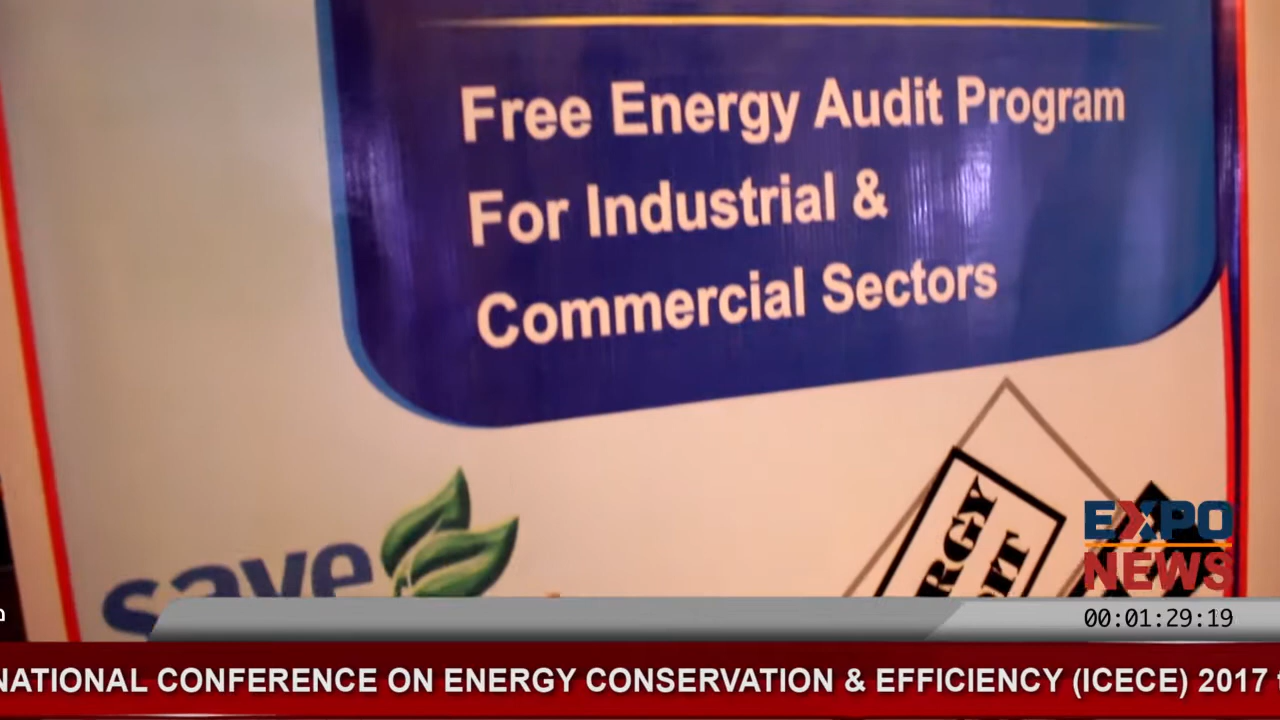 Free Energy Audit Program
For Industrial &
Commercial Sectors
save
EXPO
NEWS
00:01:29:19
NATIONAL CONFERENCE ON ENERGY CONSERVATION & EFFICIENCY (ICECE) 2017